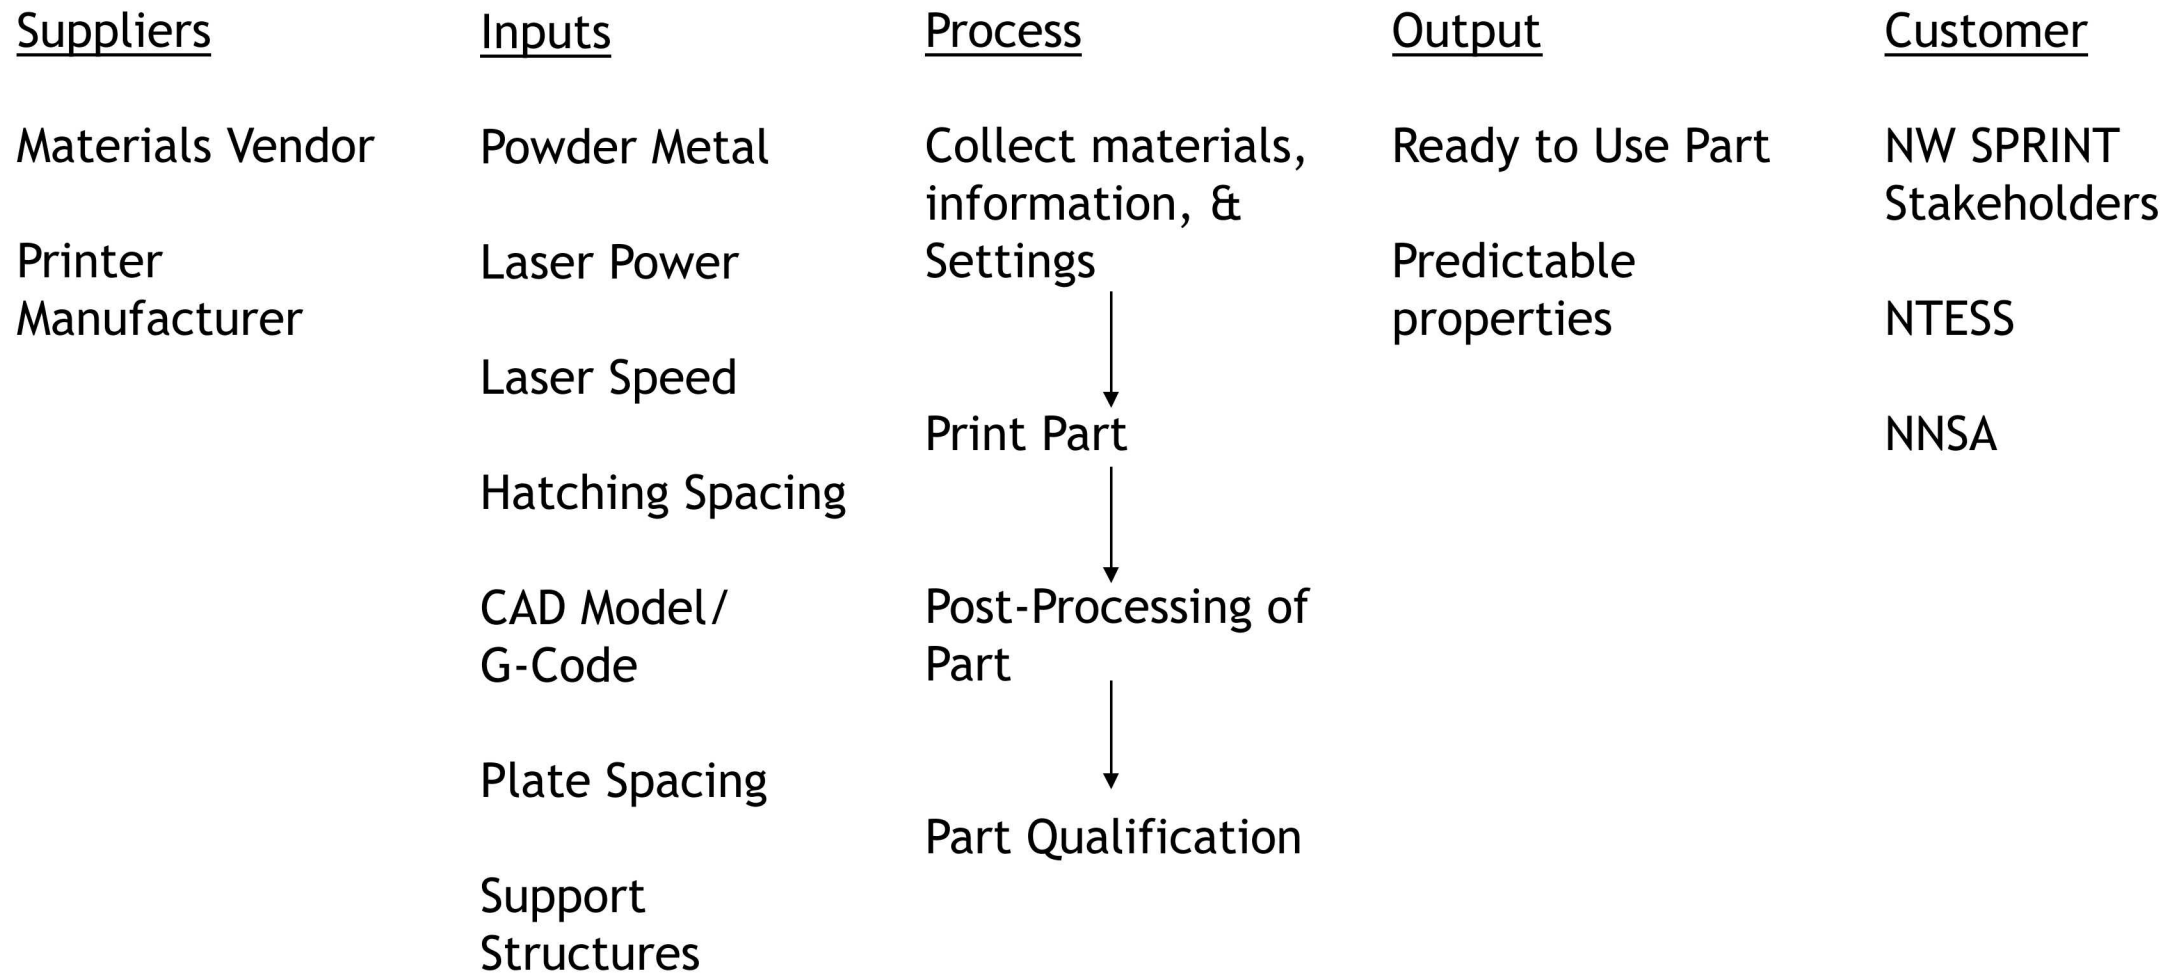 Suppliers
Materials Vendor
Printer
Manufacturer
Inputs
Powder Metal
Laser Power
Laser Speed
Hatching Spacing
CAD Model/
G-Code
Plate Spacing
Support
Structures
Process
Collect materials,
information, &
Settings
Print Part
Post-Processing of
Part
Part Qualification
Output
Ready to Use Part
Predictable
properties
Customer
NW SPRINT
Stakeholders
NTESS
NNSA